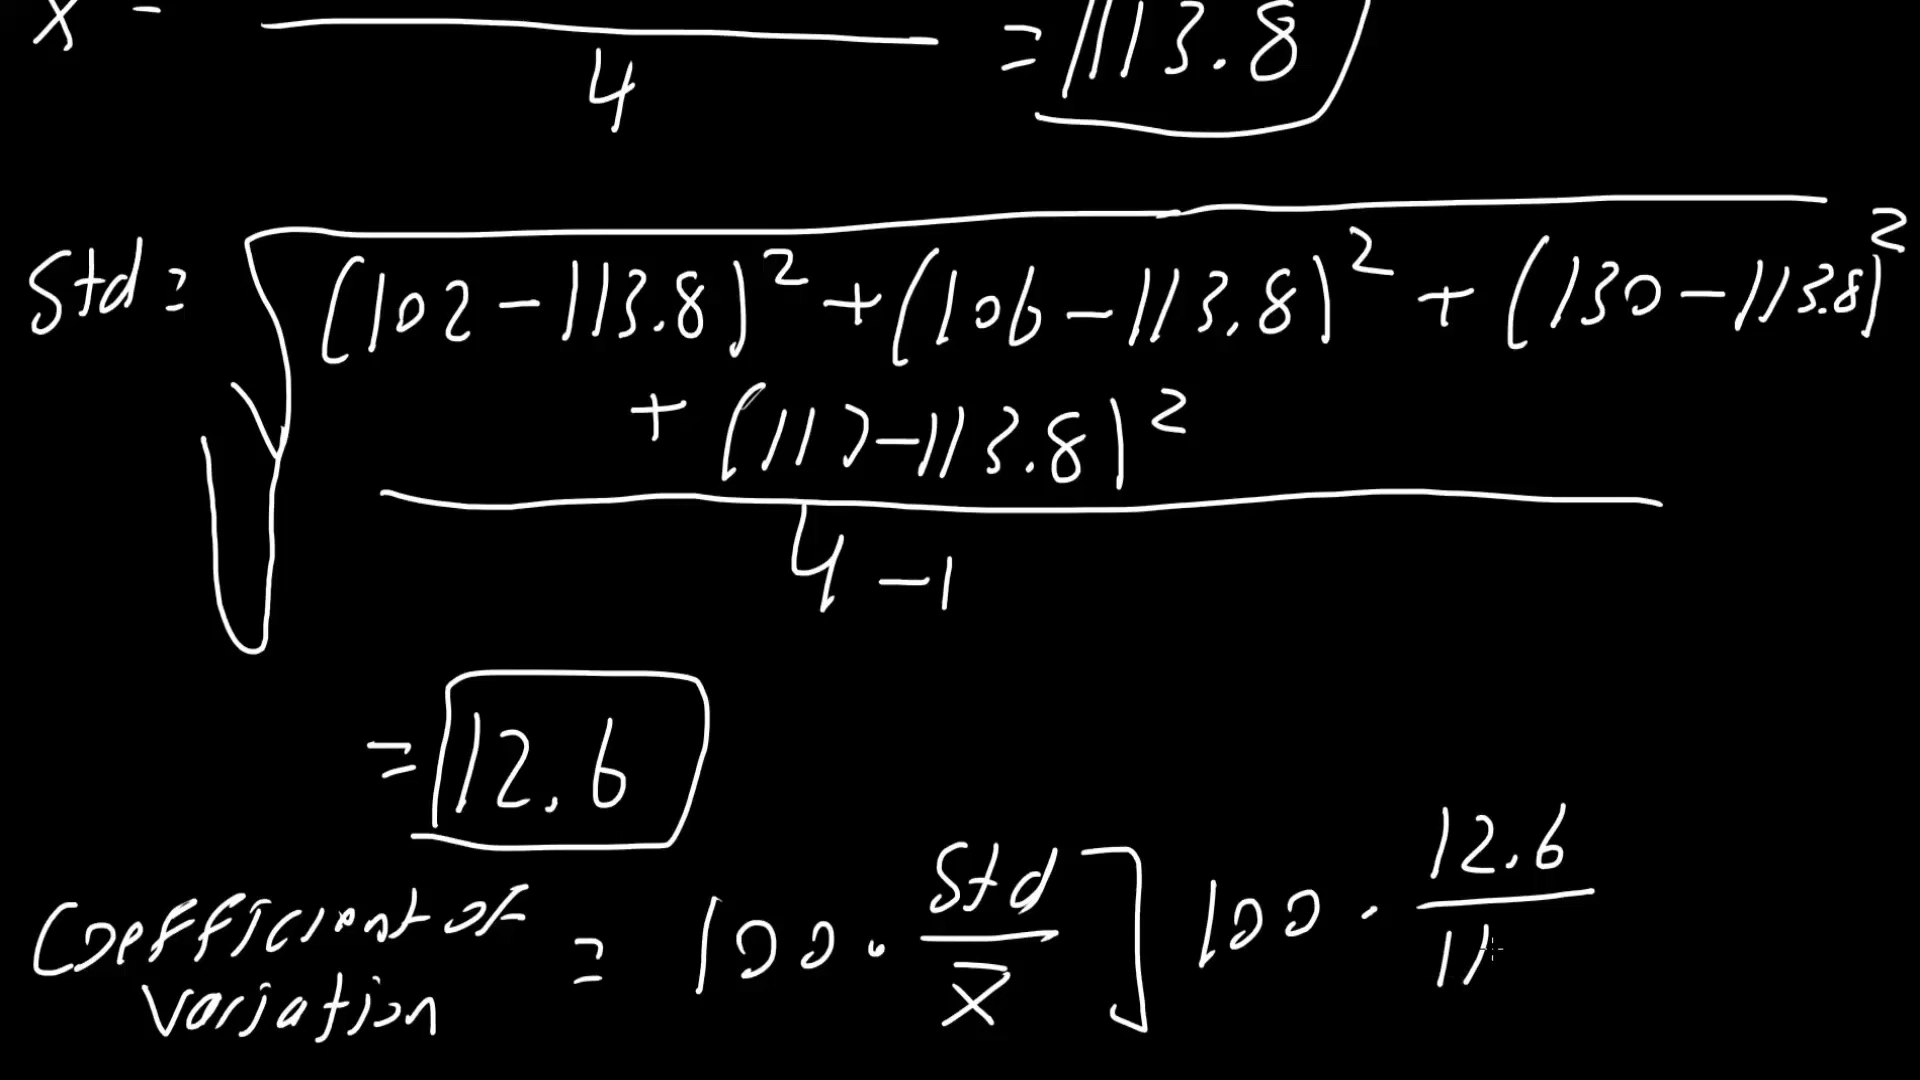 x̄ = ―/4 = 113.8
Std = √((102 - 113.8)² + (106 - 113.8)² + (130 - 113.8)²
+ (117 - 113.8)²
4 - 1
= 12.6
Coefficient of variation = 100 · Std/x̄ ] 100 · 12.6/11